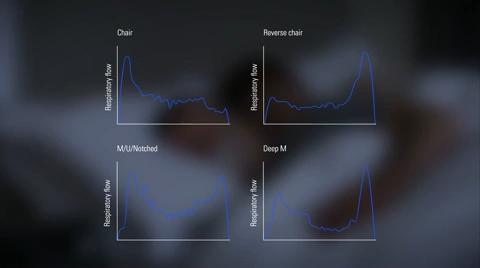 Chair
Reverse chair
Respiratory flow
Respiratory flow
M/U/Notched
Deep M
Respiratory flow
Respiratory flow